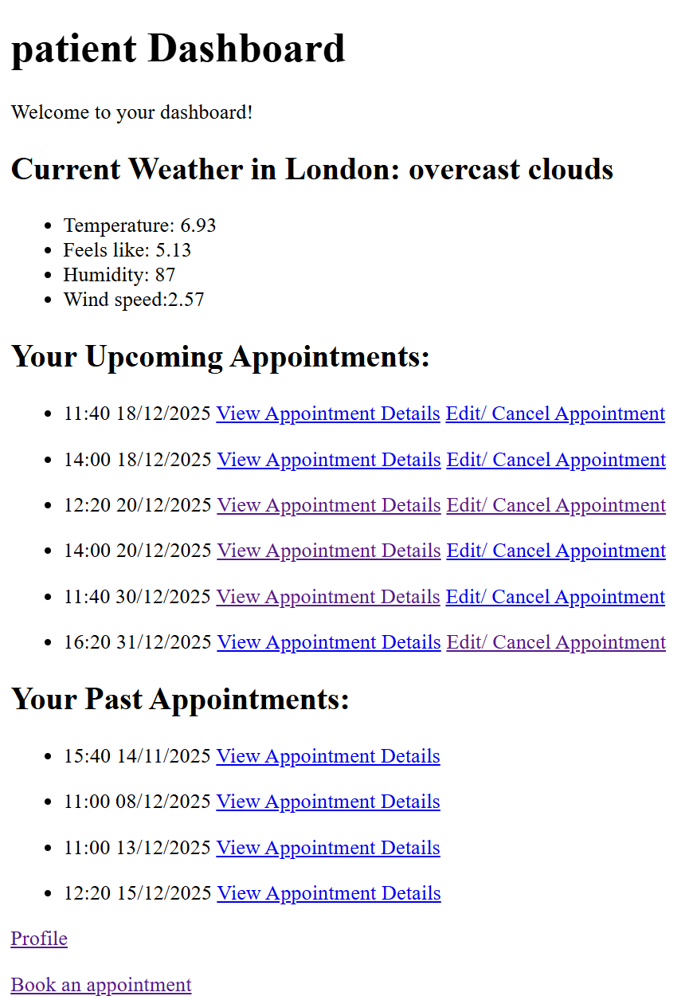 patient Dashboard
Welcome to your dashboard!
Current Weather in London: overcast clouds
Temperature: 6.93
Feels like: 5.13
Humidity: 87
Wind speed:2.57
Your Upcoming Appointments:
11:40 18/12/2025 View Appointment Details Edit/ Cancel Appointment
14:00 18/12/2025 View Appointment Details Edit/ Cancel Appointment
12:20 20/12/2025 View Appointment Details Edit/ Cancel Appointment
14:00 20/12/2025 View Appointment Details Edit/ Cancel Appointment
11:40 30/12/2025 View Appointment Details Edit/ Cancel Appointment
16:20 31/12/2025 View Appointment Details Edit/ Cancel Appointment
Your Past Appointments:
15:40 14/11/2025 View Appointment Details
11:00 08/12/2025 View Appointment Details
11:00 13/12/2025 View Appointment Details
12:20 15/12/2025 View Appointment Details
Profile
Book an appointment